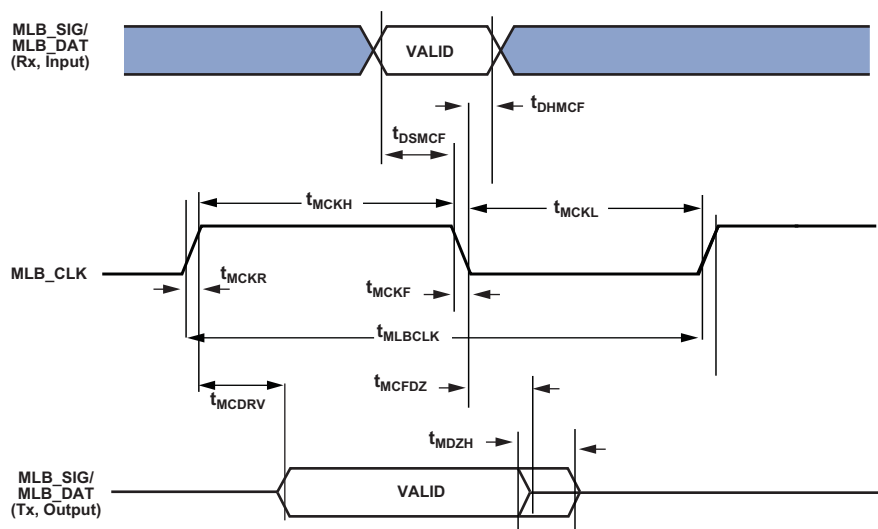 MLB_SIG/
MLB_DAT
(Rx, Input)
VALID
tDHMCF
tDSMCF
tMCKH
tMCKL
MLB_CLK
tMCKR
tMCKF
tMLBCLK
tMCFDZ
tMCDRV
tMDZH
MLB_SIG/
MLB_DAT
(Tx, Output)
VALID